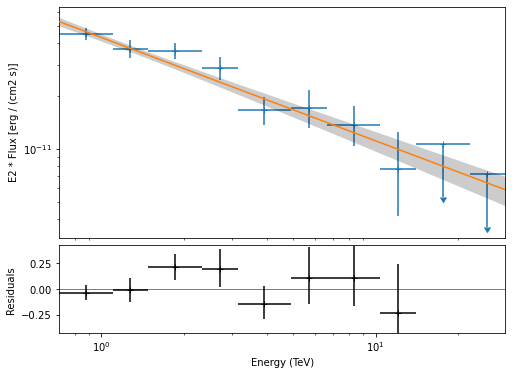 E2 * Flux [erg / (cm2 s)]
10⁻¹¹
Residuals
0.25
0.00
−0.25
10⁰
10¹
Energy (TeV)